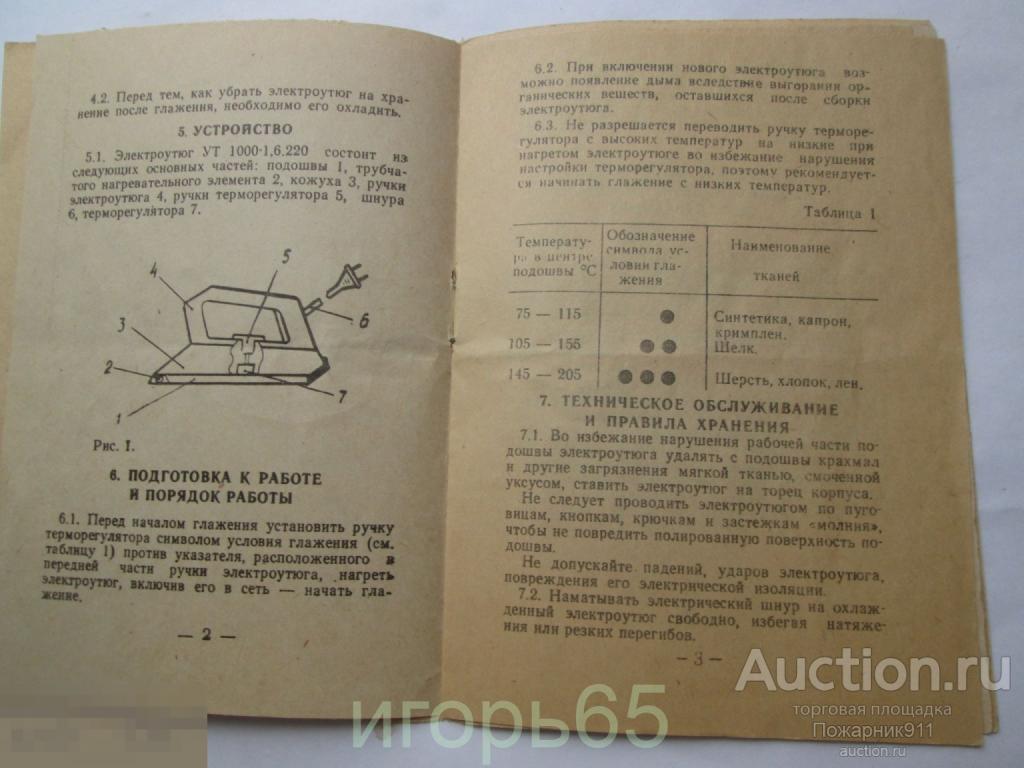 4.2. Перед тем, как убрать электроутюг на хра-
нение после глажения, необходимо его охладить.
5. УСТРОЙСТВО
5.1. Электроутюг УТ 1000-1,6.220 состоит из
следующих основных частей: подошвы 1, трубча-
того нагревательного элемента 2, кожуха 3, ручки
электроутюга 4, ручки терморегулятора 5, шнура
6, терморегулятора 7.
4
5
6
3
2
1
7
Рис. 1.
6. ПОДГОТОВКА К РАБОТЕ
И ПОРЯДОК РАБОТЫ
6.1. Перед началом глажения установить ручку
терморегулятора символом условия глажения (см.
таблицу 1) против указателя, расположенного в
передней части ручки электроутюга, нагреть
электроутюг, включив его в сеть — начать гла-
жение.
— 2 —
6.2. При включении нового электроутюга воз-
можно появление дыма вследствие выгорания ор-
ганических веществ, оставшихся после сборки
электроутюга.
6.3. Не разрешается переводить ручку терморе-
гулятора с высоких температур на низкие при
нагретом электроутюге во избежание нарушения
настройки терморегулятора, поэтому рекомендует-
ся начинать глажение с низких температур.
Таблица 1
Температу-
ра в центре
подошвы °С
Обозначение
символа ус-
ловии гла-
жения
Наименование
тканей
75 — 115 ● Синтетика, капрон,
кримплен.
105 — 155 ●● Шелк.
145 — 205 ●●● Шерсть, хлопок, лен.
7. ТЕХНИЧЕСКОЕ ОБСЛУЖИВАНИЕ
И ПРАВИЛА ХРАНЕНИЯ
7.1. Во избежание нарушения рабочей части по-
дошвы электроутюга удалять с подошвы крахмал
и другие загрязнения мягкой тканью, смоченной
уксусом, ставить электроутюг на торец корпуса.
Не следует проводить электроутюгом по пуго-
вицам, кнопкам, крючкам и застежкам «молния»,
чтобы не повредить полированную поверхность по-
дошвы.
Не допускайте падений, ударов электроутюга,
повреждения его электрической изоляции.
7.2. Наматывать электрический шнур на охлаж-
денный электроутюг свободно, избегая натяже-
ния или резких перегибов.
— 3 —
игорь65
Auction.ru
торговая площадка
Пожарник911
auction.ru